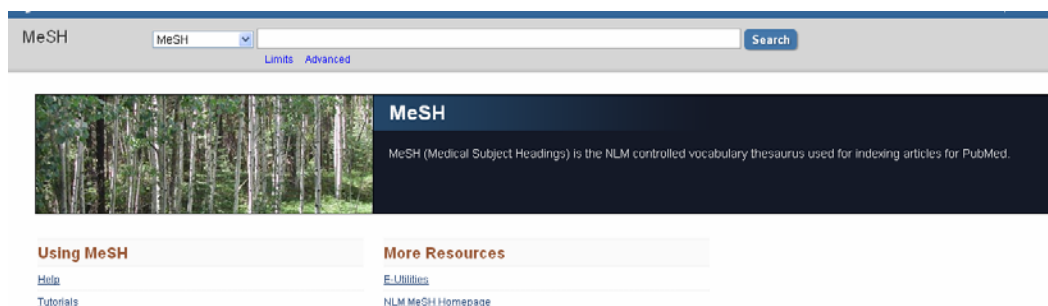 MeSH
MeSH
Search
Limits Advanced
MeSH
MeSH (Medical Subject Headings) is the NLM controlled vocabulary thesaurus used for indexing articles for PubMed.
Using MeSH
More Resources
Help
E-Utilities
Tutorials
NLM MeSH Homepage